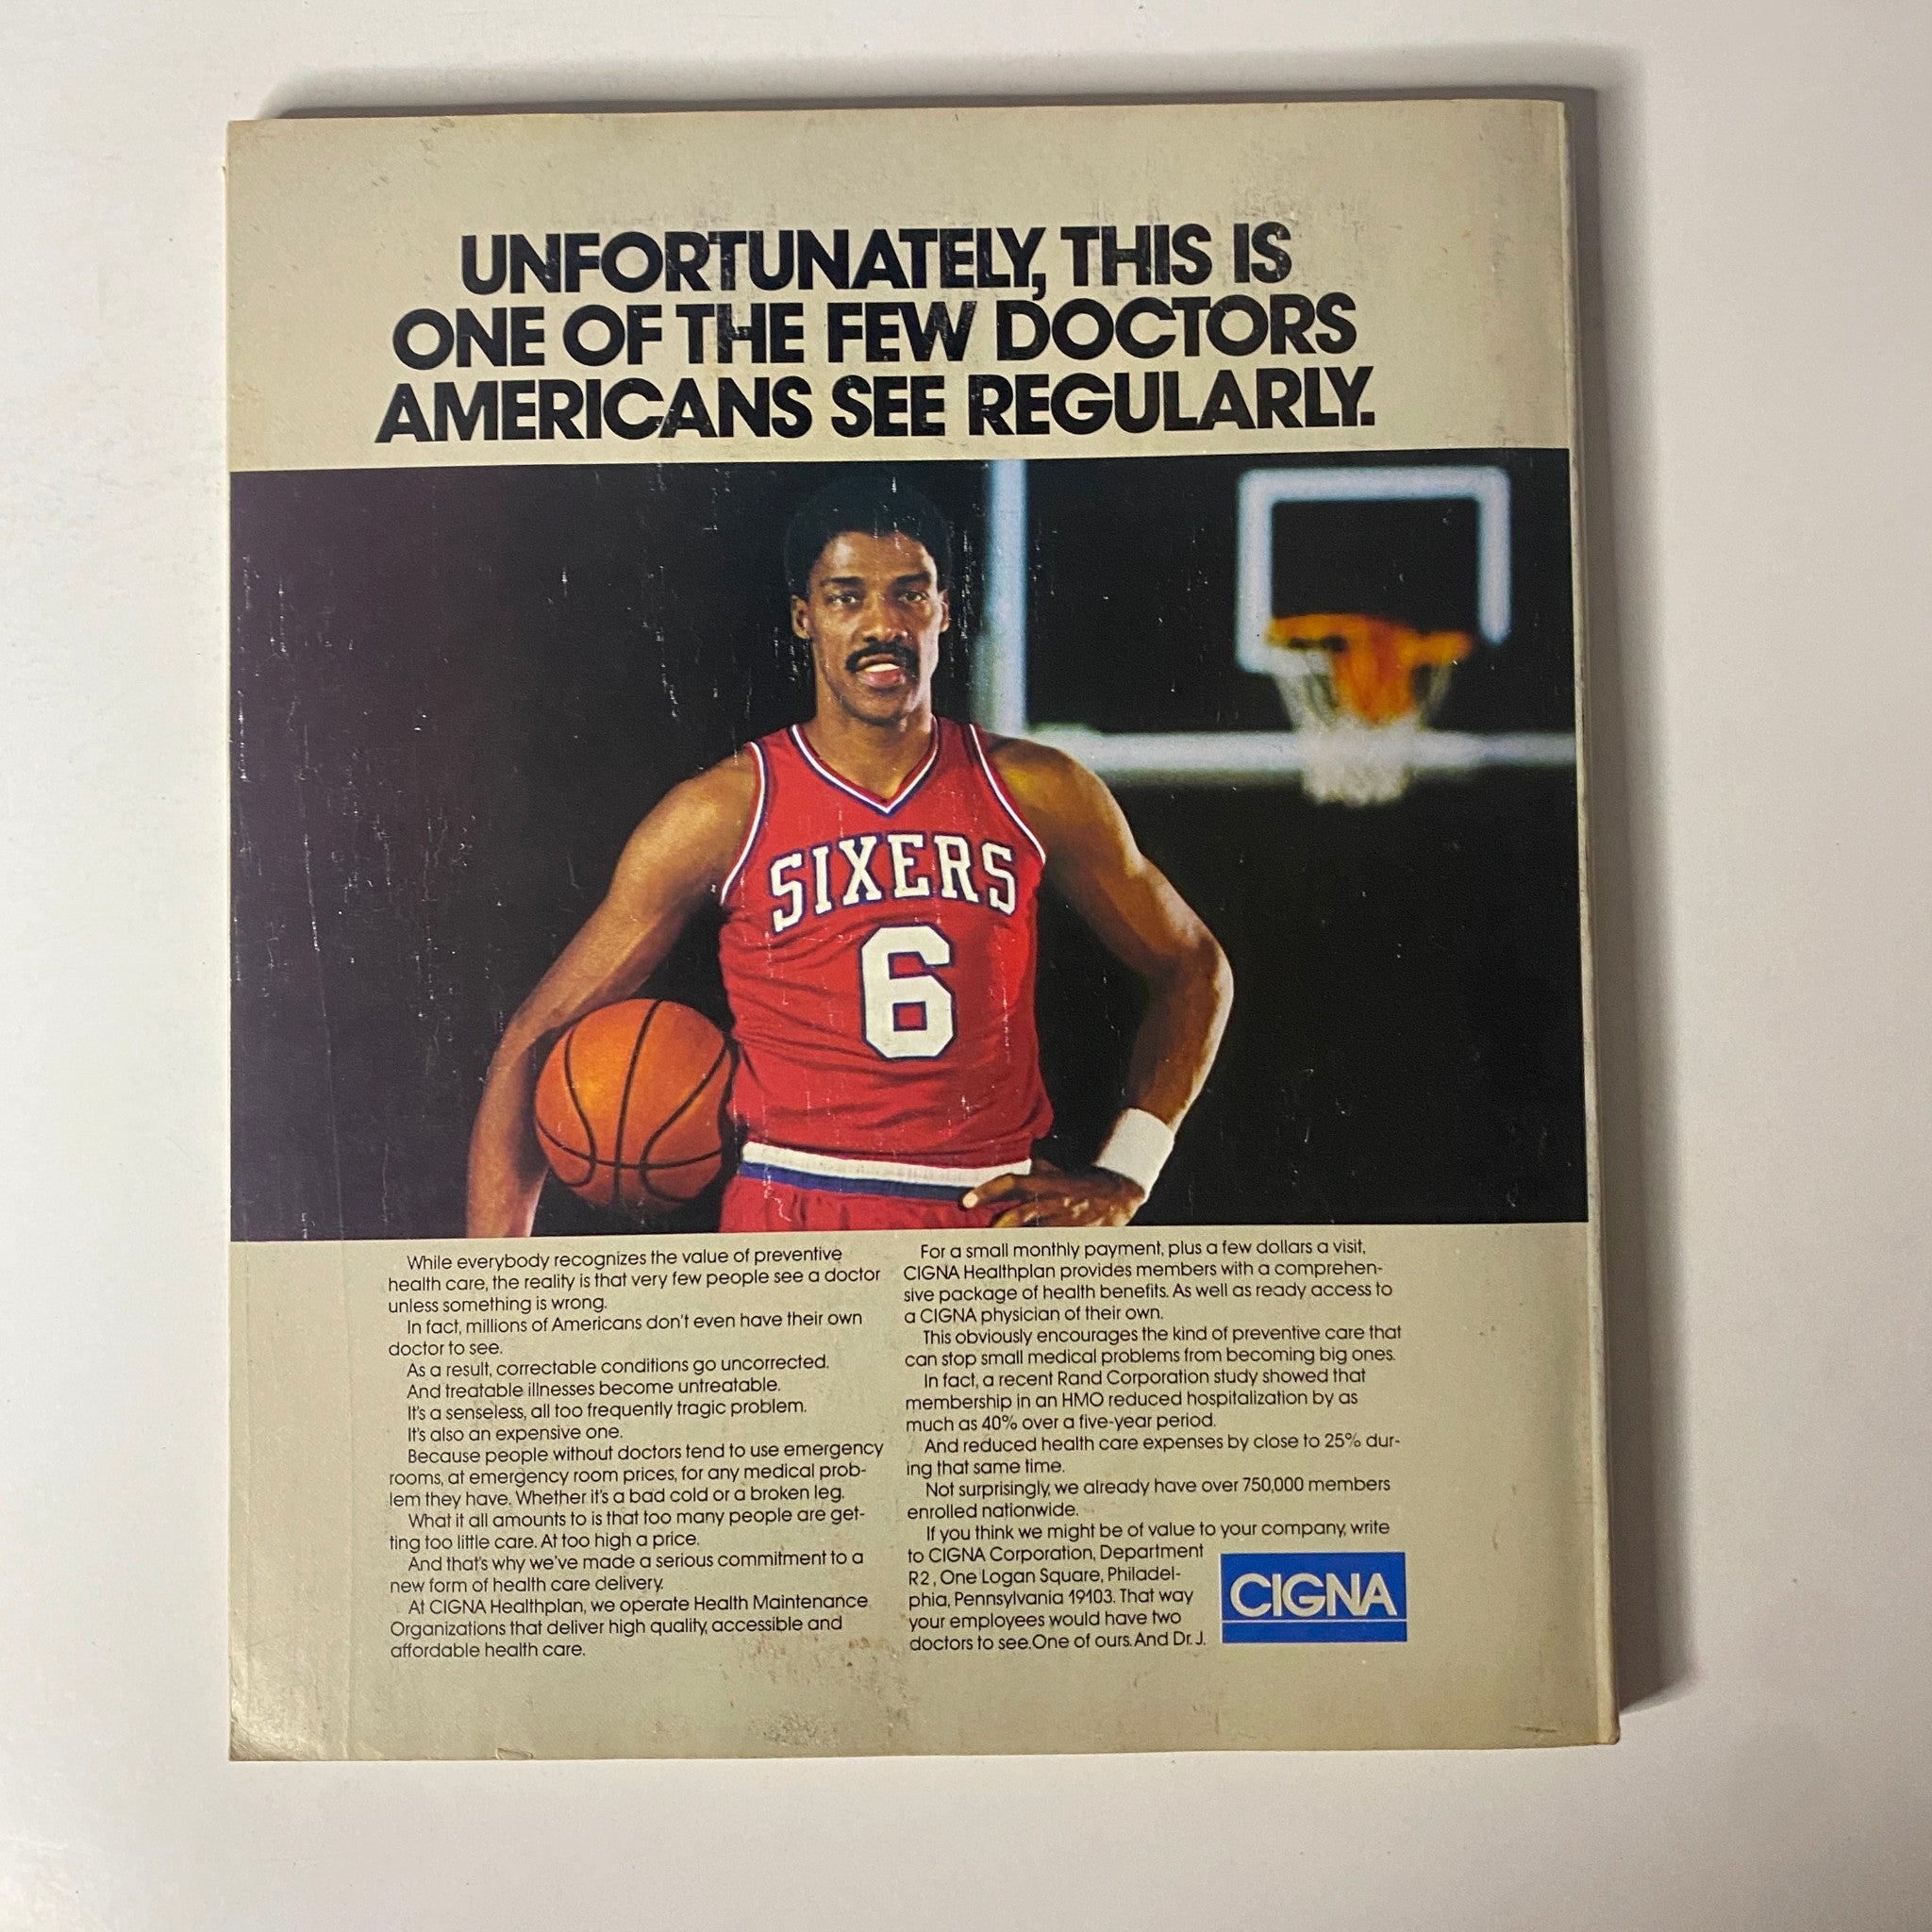 UNFORTUNATELY, THIS IS
ONE OF THE FEW DOCTORS
AMERICANS SEE REGULARLY.
SIXERS
6
While everybody recognizes the value of preventive
health care, the reality is that very few people see a doctor
unless something is wrong.
In fact, millions of Americans don't even have their own
doctor to see.
As a result, correctable conditions go uncorrected.
And treatable illnesses become untreatable.
It's a senseless, all too frequently tragic problem.
It's also an expensive one.
Because people without doctors tend to use emergency
rooms, at emergency room prices, for any medical prob-
lem they have. Whether it's a bad cold or a broken leg.
What it all amounts to is that too many people are get-
ting too little care. At too high a price.
And that's why we've made a serious commitment to a
new form of health care delivery.
At CIGNA Healthplan, we operate Health Maintenance
Organizations that deliver high quality, accessible and
affordable health care.
For a small monthly payment, plus a few dollars a visit,
CIGNA Healthplan provides members with a comprehen-
sive package of health benefits. As well as ready access to
a CIGNA physician of their own.
This obviously encourages the kind of preventive care that
can stop small medical problems from becoming big ones.
In fact, a recent Rand Corporation study showed that
membership in an HMO reduced hospitalization by as
much as 40% over a five-year period.
And reduced health care expenses by close to 25% dur-
ing that same time.
Not surprisingly, we already have over 750,000 members
enrolled nationwide.
If you think we might be of value to your company, write
to CIGNA Corporation, Department
R2, One Logan Square, Philadel-
phia, Pennsylvania 19103. That way
your employees would have two
doctors to see. One of ours. And Dr. J.
CIGNA